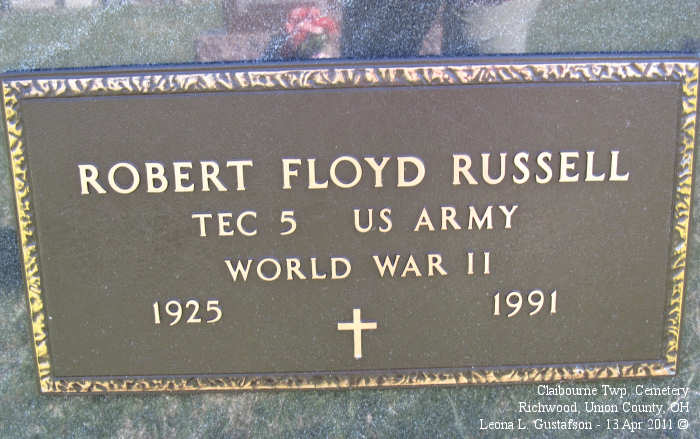 ROBERT FLOYD RUSSELL
TEC 5 US ARMY
WORLD WAR II
1925 1991
Claibourne Twp. Cemetery
Richwood, Union County, OH
Leona L. Gustafson - 13 Apr 2011 ©